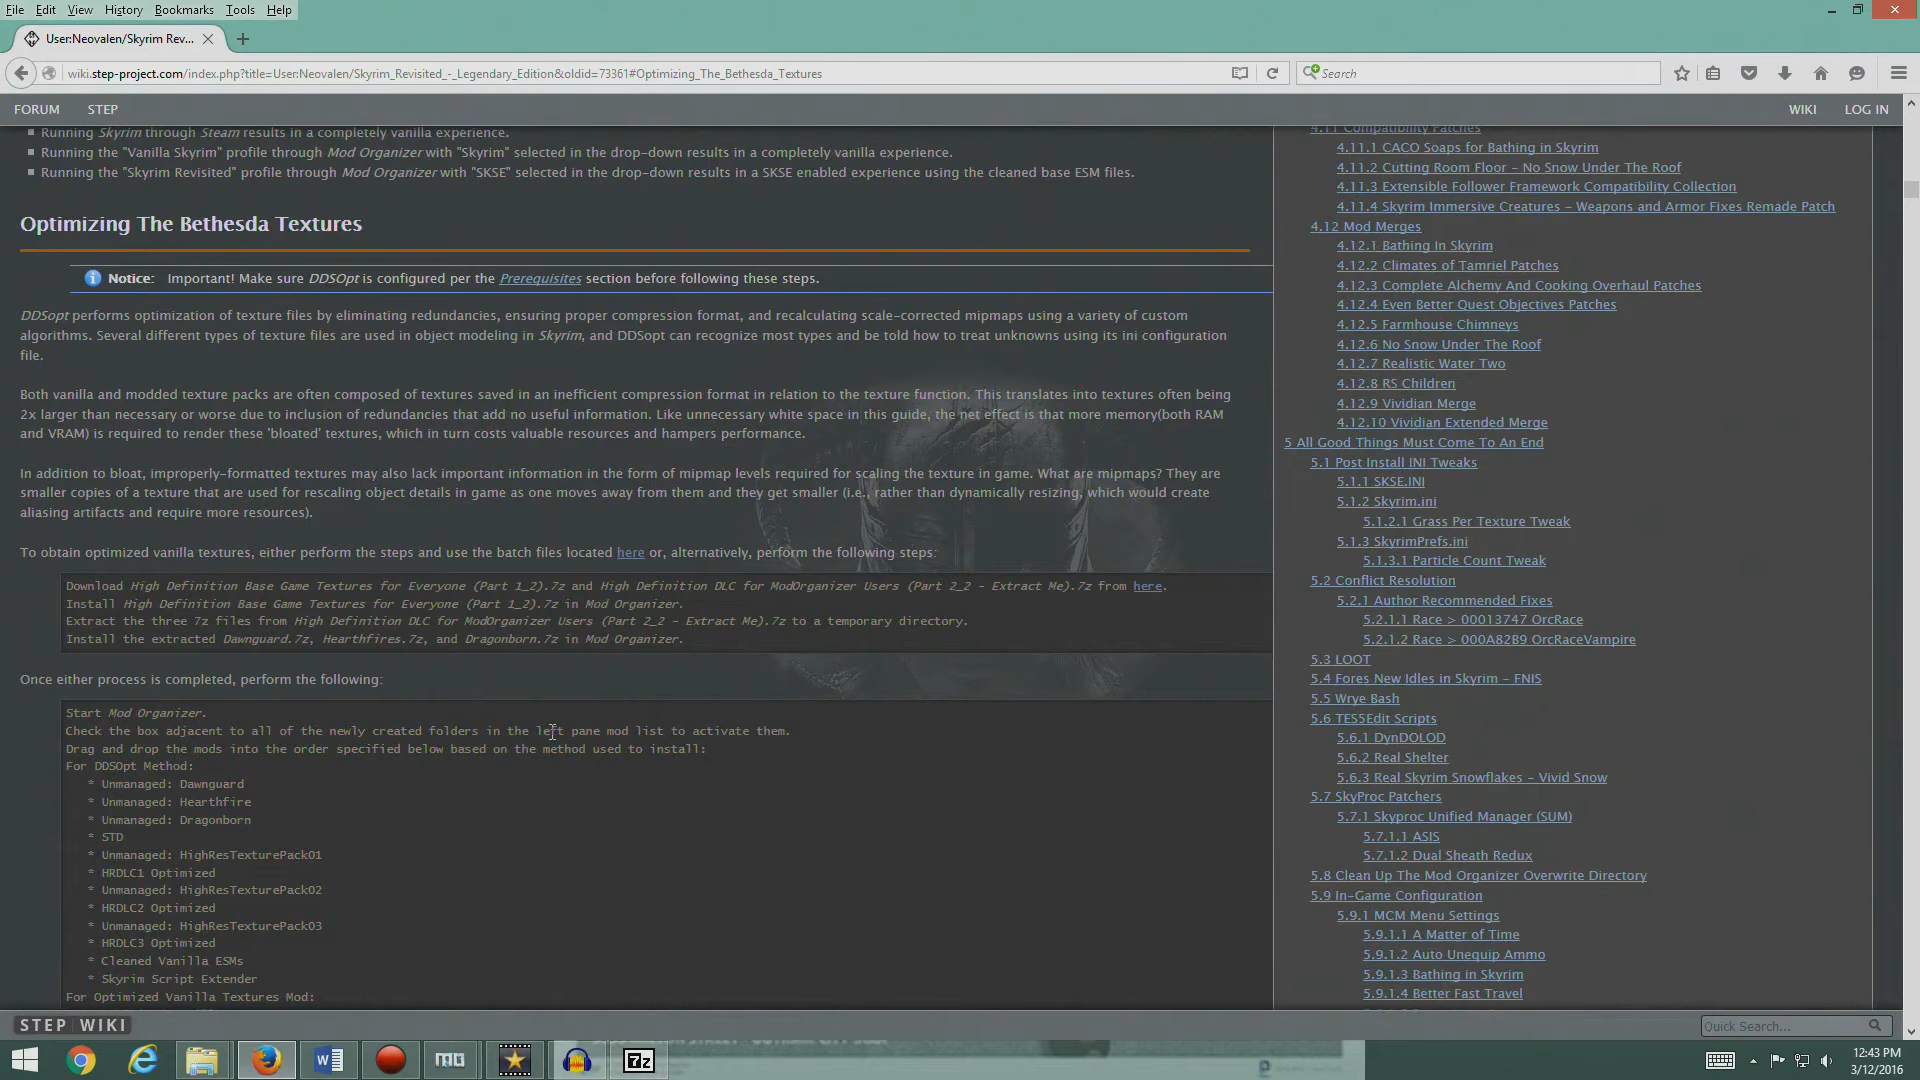 File Edit View History Bookmarks Tools Help
User:Neovalen/Skyrim Rev...
wiki.step-project.com/index.php?title=User:Neovalen/Skyrim_Revisited_-_Legendary_Edition&oldid=73361#Optimizing_The_Bethesda_Textures
Search
FORUM STEP WIKI LOG IN
Running Skyrim through Steam results in a completely vanilla experience.
Running the "Vanilla Skyrim" profile through Mod Organizer with "Skyrim" selected in the drop-down results in a completely vanilla experience.
Running the "Skyrim Revisited" profile through Mod Organizer with "SKSE" selected in the drop-down results in a SKSE enabled experience using the cleaned base ESM files.
Optimizing The Bethesda Textures
Notice: Important! Make sure DDSOpt is configured per the Prerequisites section before following these steps.
DDSopt performs optimization of texture files by eliminating redundancies, ensuring proper compression format, and recalculating scale-corrected mipmaps using a variety of custom
algorithms. Several different types of texture files are used in object modeling in Skyrim, and DDSopt can recognize most types and be told how to treat unknowns using its ini configuration
file.
Both vanilla and modded texture packs are often composed of textures saved in an inefficient compression format in relation to the texture function. This translates into textures often being
2x larger than necessary or worse due to inclusion of redundancies that add no useful information. Like unnecessary white space in this guide, the net effect is that more memory(both RAM
and VRAM) is required to render these 'bloated' textures, which in turn costs valuable resources and hampers performance.
In addition to bloat, improperly-formatted textures may also lack important information in the form of mipmap levels required for scaling the texture in game. What are mipmaps? They are
smaller copies of a texture that are used for rescaling object details in game as one moves away from them and they get smaller (i.e., rather than dynamically resizing, which would create
aliasing artifacts and require more resources).
To obtain optimized vanilla textures, either perform the steps and use the batch files located here or, alternatively, perform the following steps:
Download High Definition Base Game Textures for Everyone (Part 1_2).7z and High Definition DLC for ModOrganizer Users (Part 2_2 - Extract Me).7z from here.
Install High Definition Base Game Textures for Everyone (Part 1_2).7z in Mod Organizer.
Extract the three 7z files from High Definition DLC for ModOrganizer Users (Part 2_2 - Extract Me).7z to a temporary directory.
Install the extracted Dawnguard.7z, Hearthfires.7z, and Dragonborn.7z in Mod Organizer.
Once either process is completed, perform the following:
Start Mod Organizer.
Check the box adjacent to all of the newly created folders in the left pane mod list to activate them.
Drag and drop the mods into the order specified below based on the method used to install:
For DDSOpt Method:
* Unmanaged: Dawnguard
* Unmanaged: Hearthfire
* Unmanaged: Dragonborn
* STD
* Unmanaged: HighResTexturePack01
* HRDLC1 Optimized
* Unmanaged: HighResTexturePack02
* HRDLC2 Optimized
* Unmanaged: HighResTexturePack03
* HRDLC3 Optimized
* Cleaned Vanilla ESMs
* Skyrim Script Extender
For Optimized Vanilla Textures Mod:
4.11 Compatibility Patches
4.11.1 CACO Soaps for Bathing in Skyrim
4.11.2 Cutting Room Floor - No Snow Under The Roof
4.11.3 Extensible Follower Framework Compatibility Collection
4.11.4 Skyrim Immersive Creatures - Weapons and Armor Fixes Remade Patch
4.12 Mod Merges
4.12.1 Bathing In Skyrim
4.12.2 Climates of Tamriel Patches
4.12.3 Complete Alchemy And Cooking Overhaul Patches
4.12.4 Even Better Quest Objectives Patches
4.12.5 Farmhouse Chimneys
4.12.6 No Snow Under The Roof
4.12.7 Realistic Water Two
4.12.8 RS Children
4.12.9 Vividian Merge
4.12.10 Vividian Extended Merge
5 All Good Things Must Come To An End
5.1 Post Install INI Tweaks
5.1.1 SKSE.INI
5.1.2 Skyrim.ini
5.1.2.1 Grass Per Texture Tweak
5.1.3 SkyrimPrefs.ini
5.1.3.1 Particle Count Tweak
5.2 Conflict Resolution
5.2.1 Author Recommended Fixes
5.2.1.1 Race > 00013747 OrcRace
5.2.1.2 Race > 000A82B9 OrcRaceVampire
5.3 LOOT
5.4 Fores New Idles in Skyrim - FNIS
5.5 Wrye Bash
5.6 TES5Edit Scripts
5.6.1 DynDOLOD
5.6.2 Real Shelter
5.6.3 Real Skyrim Snowflakes - Vivid Snow
5.7 SkyProc Patchers
5.7.1 Skyproc Unified Manager (SUM)
5.7.1.1 ASIS
5.7.1.2 Dual Sheath Redux
5.8 Clean Up The Mod Organizer Overwrite Directory
5.9 In-Game Configuration
5.9.1 MCM Menu Settings
5.9.1.1 A Matter of Time
5.9.1.2 Auto Unequip Ammo
5.9.1.3 Bathing in Skyrim
5.9.1.4 Better Fast Travel
STEP WIKI
Quick Search...
7z
12:43 PM
3/12/2016